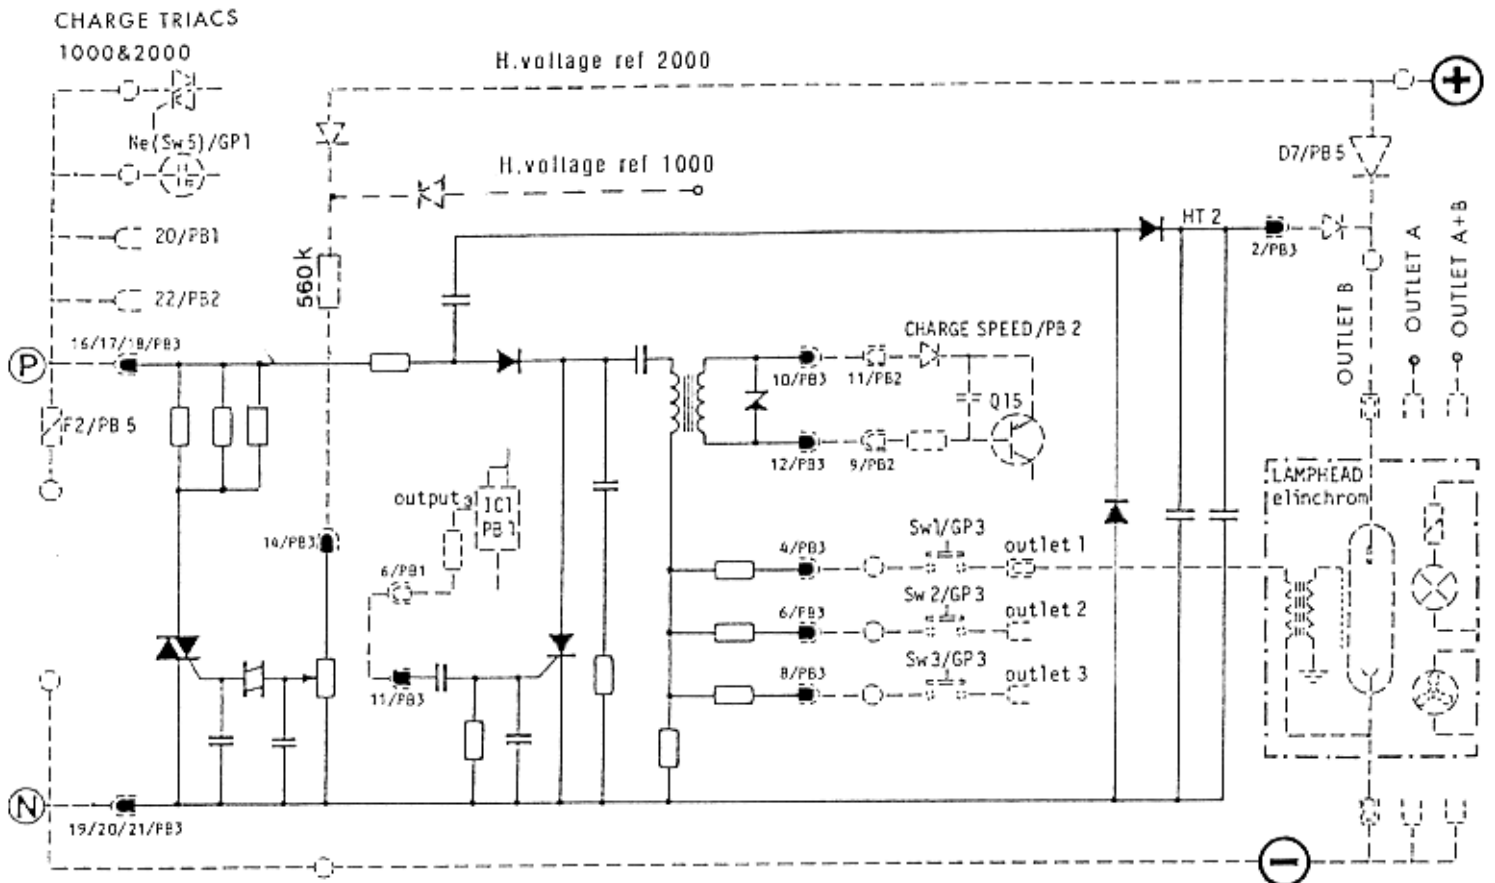 CHARGE TRIACS
1000&2000
H.voltage ref 2000
+
Ne(Sw5)/GP1
H.voltage ref 1000
D7/PB5
20/PB1
HT 2
2/PB3
22/PB2
560k
OUTLET B
OUTLET A
OUTLET A+B
16/17/18/PB3
P
CHARGE SPEED/PB2
10/PB3
11/PB2
F2/PB5
Q15
12/PB3
9/PB2
LAMPHEAD
elinchrom
output 3
IC1
PB1
14/PB3
4/PB3
Sw1/GP3
outlet 1
6/PB1
6/PB3
Sw2/GP3
outlet 2
8/PB3
Sw3/GP3
outlet 3
11/PB3
N
19/20/21/PB3
−